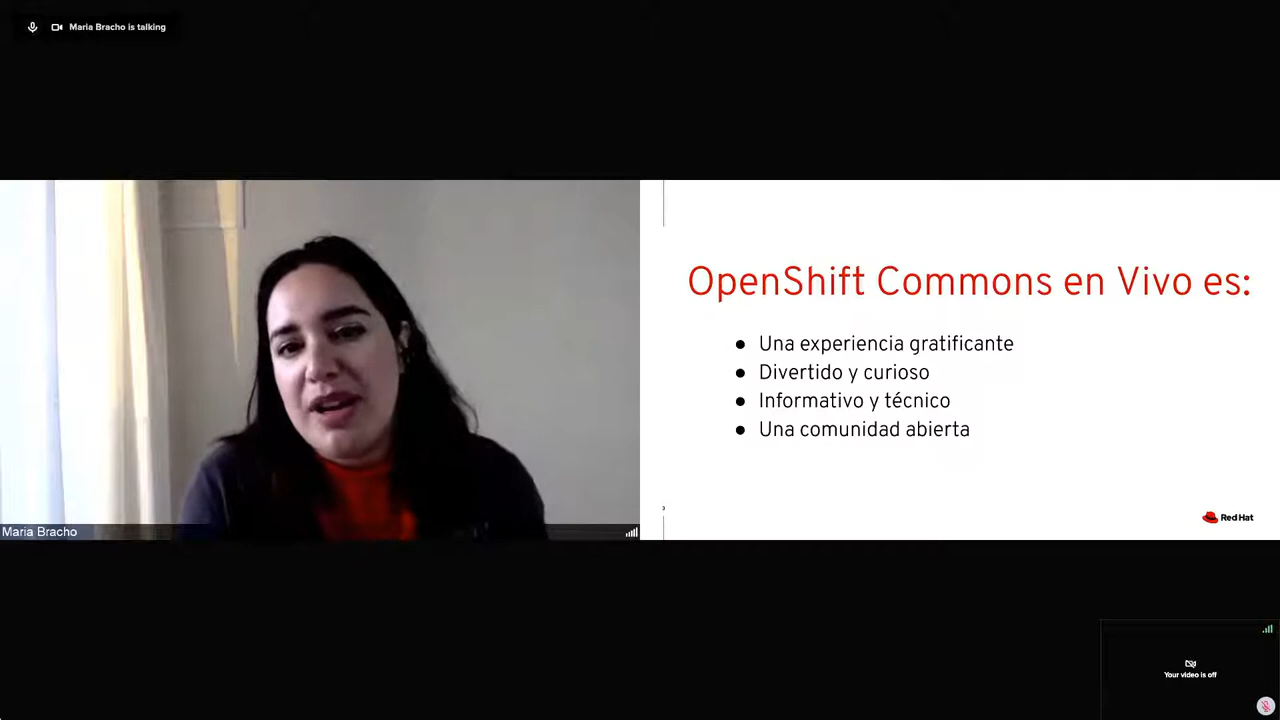 Maria Bracho is talking
OpenShift Commons en Vivo es:
● Una experiencia gratificante
● Divertido y curioso
● Informativo y técnico
● Una comunidad abierta
Red Hat
Maria Bracho
Your video is off